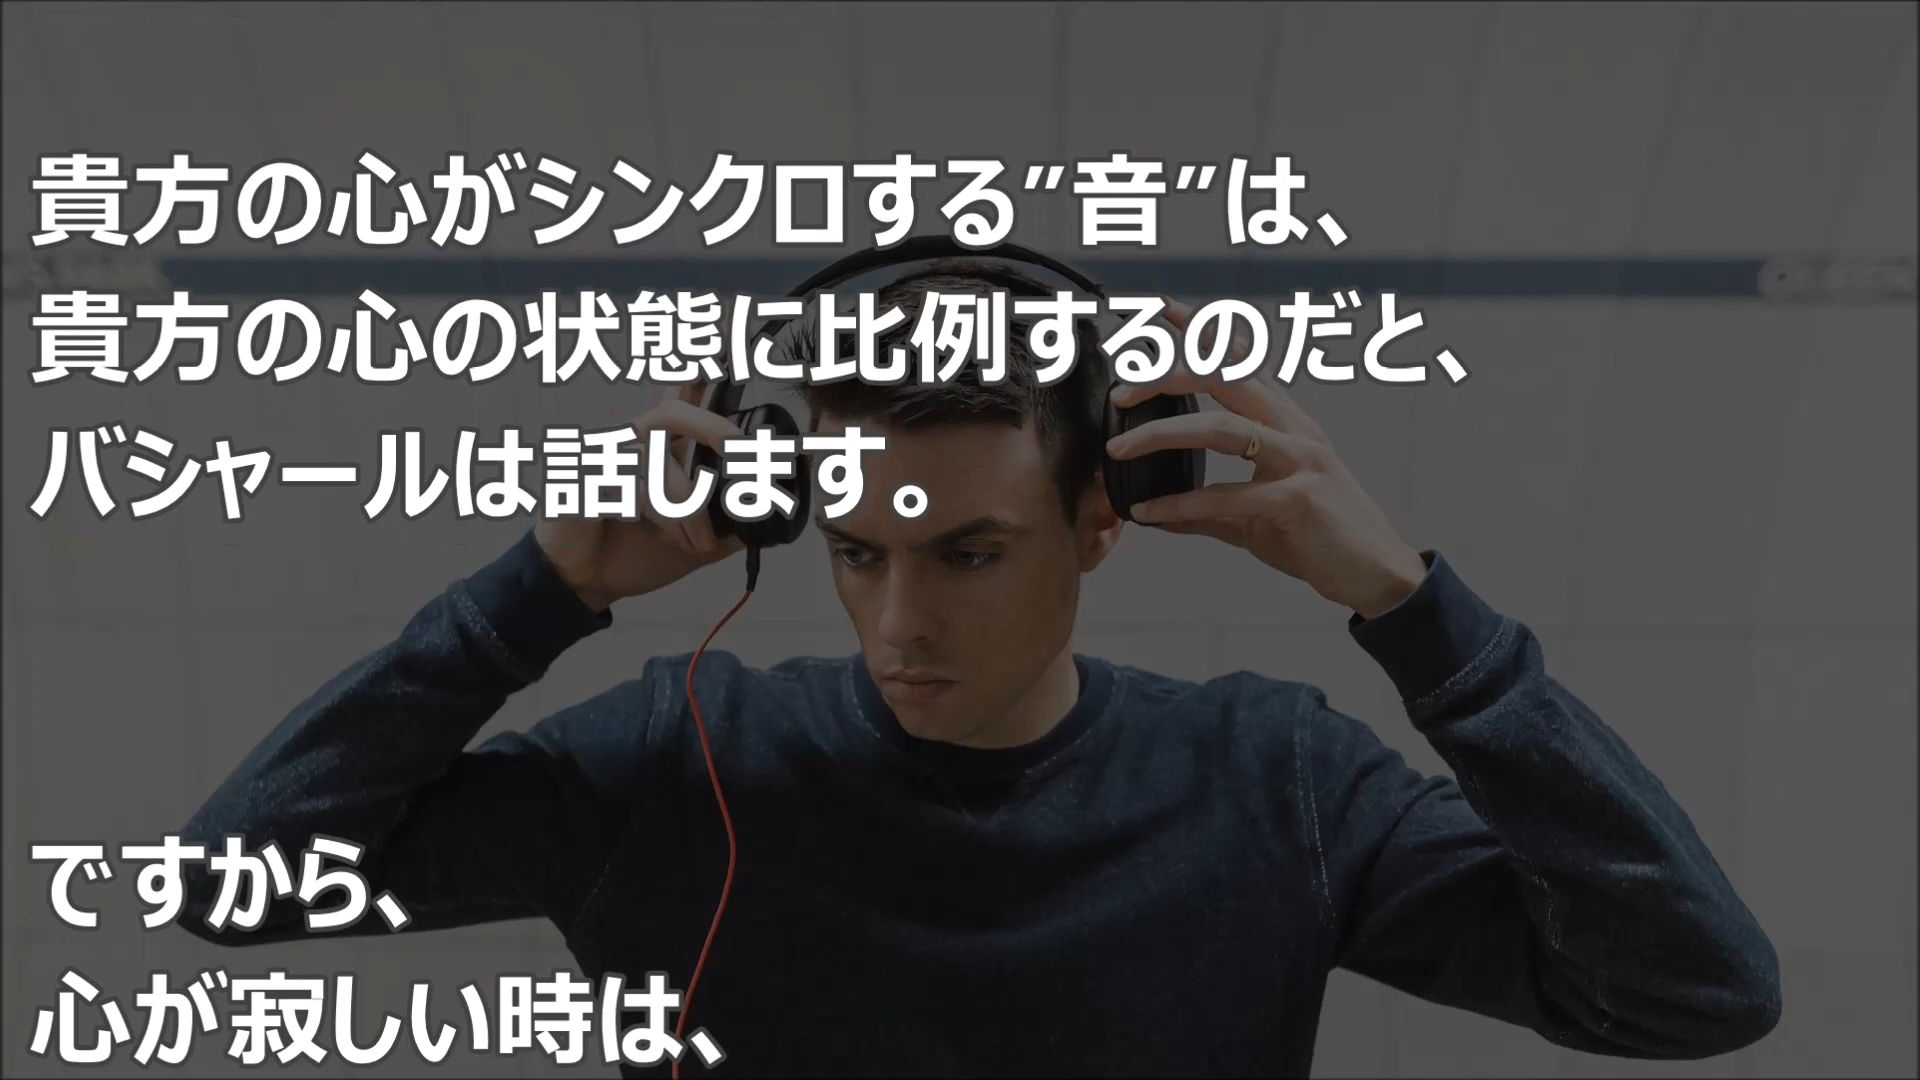 貴方の心がシンクロする”音”は、
貴方の心の状態に比例するのだと、
バシャールは話します。
ですから、
心が寂しい時は、